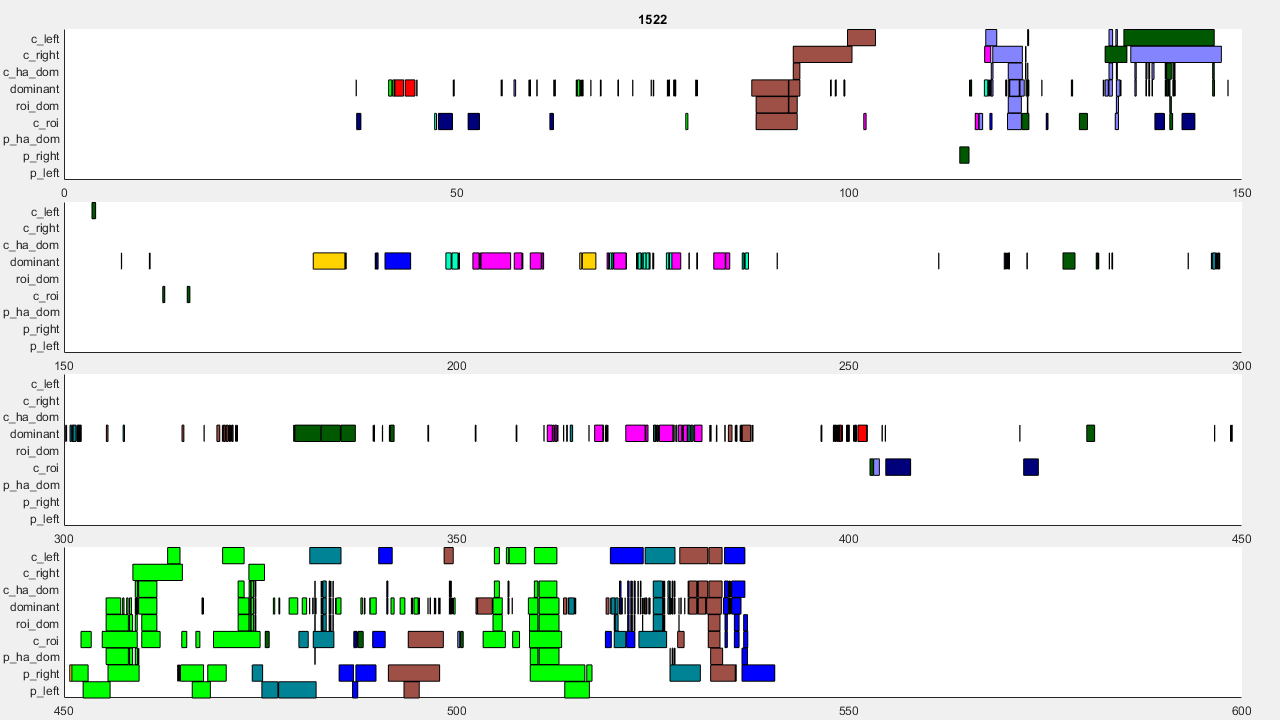 1522
c_left
c_right
c_ha_dom
dominant
roi_dom
c_roi
p_ha_dom
p_right
p_left
0 50 100 150
c_left
c_right
c_ha_dom
dominant
roi_dom
c_roi
p_ha_dom
p_right
p_left
150 200 250 300
c_left
c_right
c_ha_dom
dominant
roi_dom
c_roi
p_ha_dom
p_right
p_left
300 350 400 450
c_left
c_right
c_ha_dom
dominant
roi_dom
c_roi
p_ha_dom
p_right
p_left
450 500 550 600